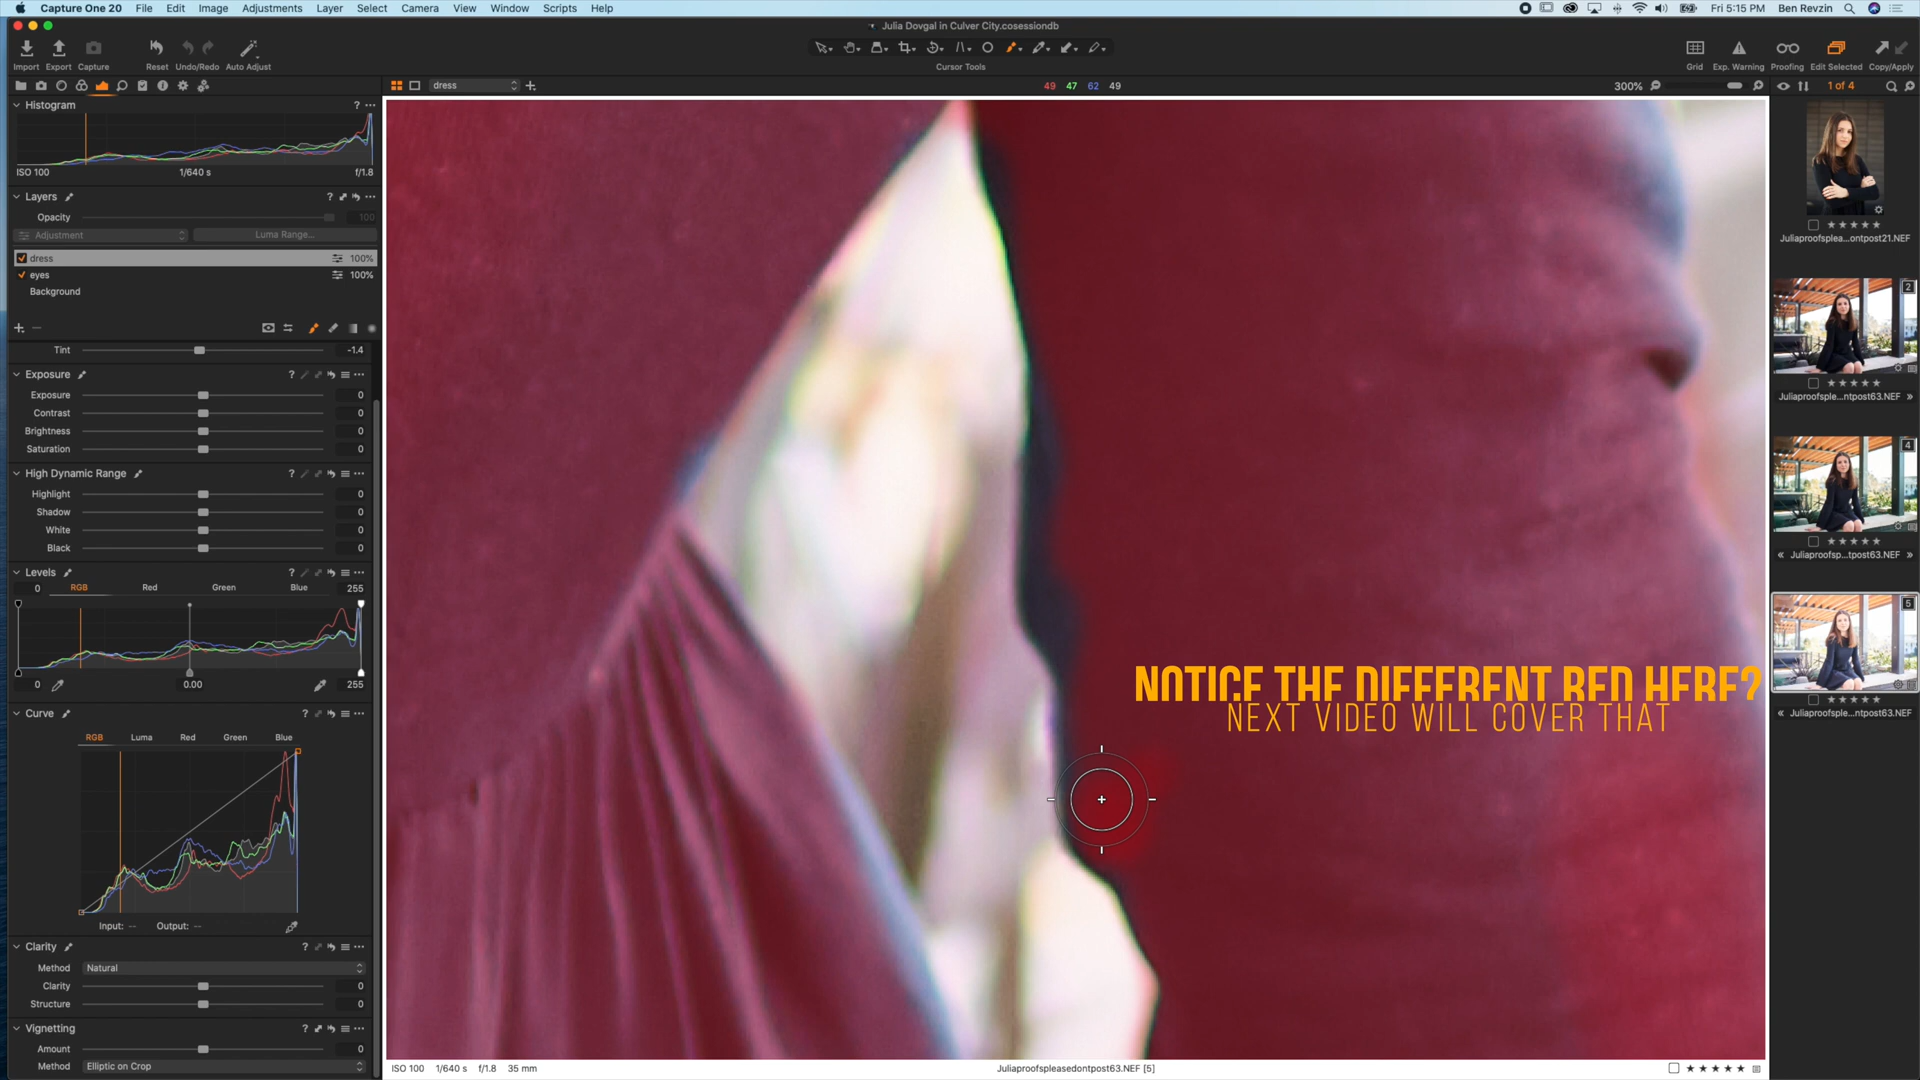 Capture One 20 File Edit Image Adjustments Layer Select Camera View Window Scripts Help
Fri 5:15 PM Ben Revzin
Julia Dovgal in Culver City.cosessiondb
Import Export Capture Reset Undo/Redo Auto Adjust
Cursor Tools
Grid Exp. Warning Proofing Edit Selected Copy/Apply
dress
49 47 62 49
300%
1 of 4
Histogram
ISO 100 1/640 s f/1.8
Layers
Opacity 100
Adjustment Luma Range...
dress 100%
eyes 100%
Background
Tint -1.4
Exposure
Exposure 0
Contrast 0
Brightness 0
Saturation 0
High Dynamic Range
Highlight 0
Shadow 0
White 0
Black 0
Levels
0 RGB Red Green Blue 255
0 0.00 255
Curve
RGB Luma Red Green Blue
Input: -- Output: --
Clarity
Method Natural
Clarity 0
Structure 0
Vignetting
Amount 0
Method Elliptic on Crop
NOTICE THE DIFFERENT RED HERE?
NEXT VIDEO WILL COVER THAT
ISO 100 1/640 s f/1.8 35 mm
Juliaproofspleasedontpost63.NEF [5]
Juliaproofsplea...ontpost21.NEF
2
Juliaproofsple...ntpost63.NEF
4
Juliaproofsp...tpost63.NEF
5
Juliaproofsple...ntpost63.NEF